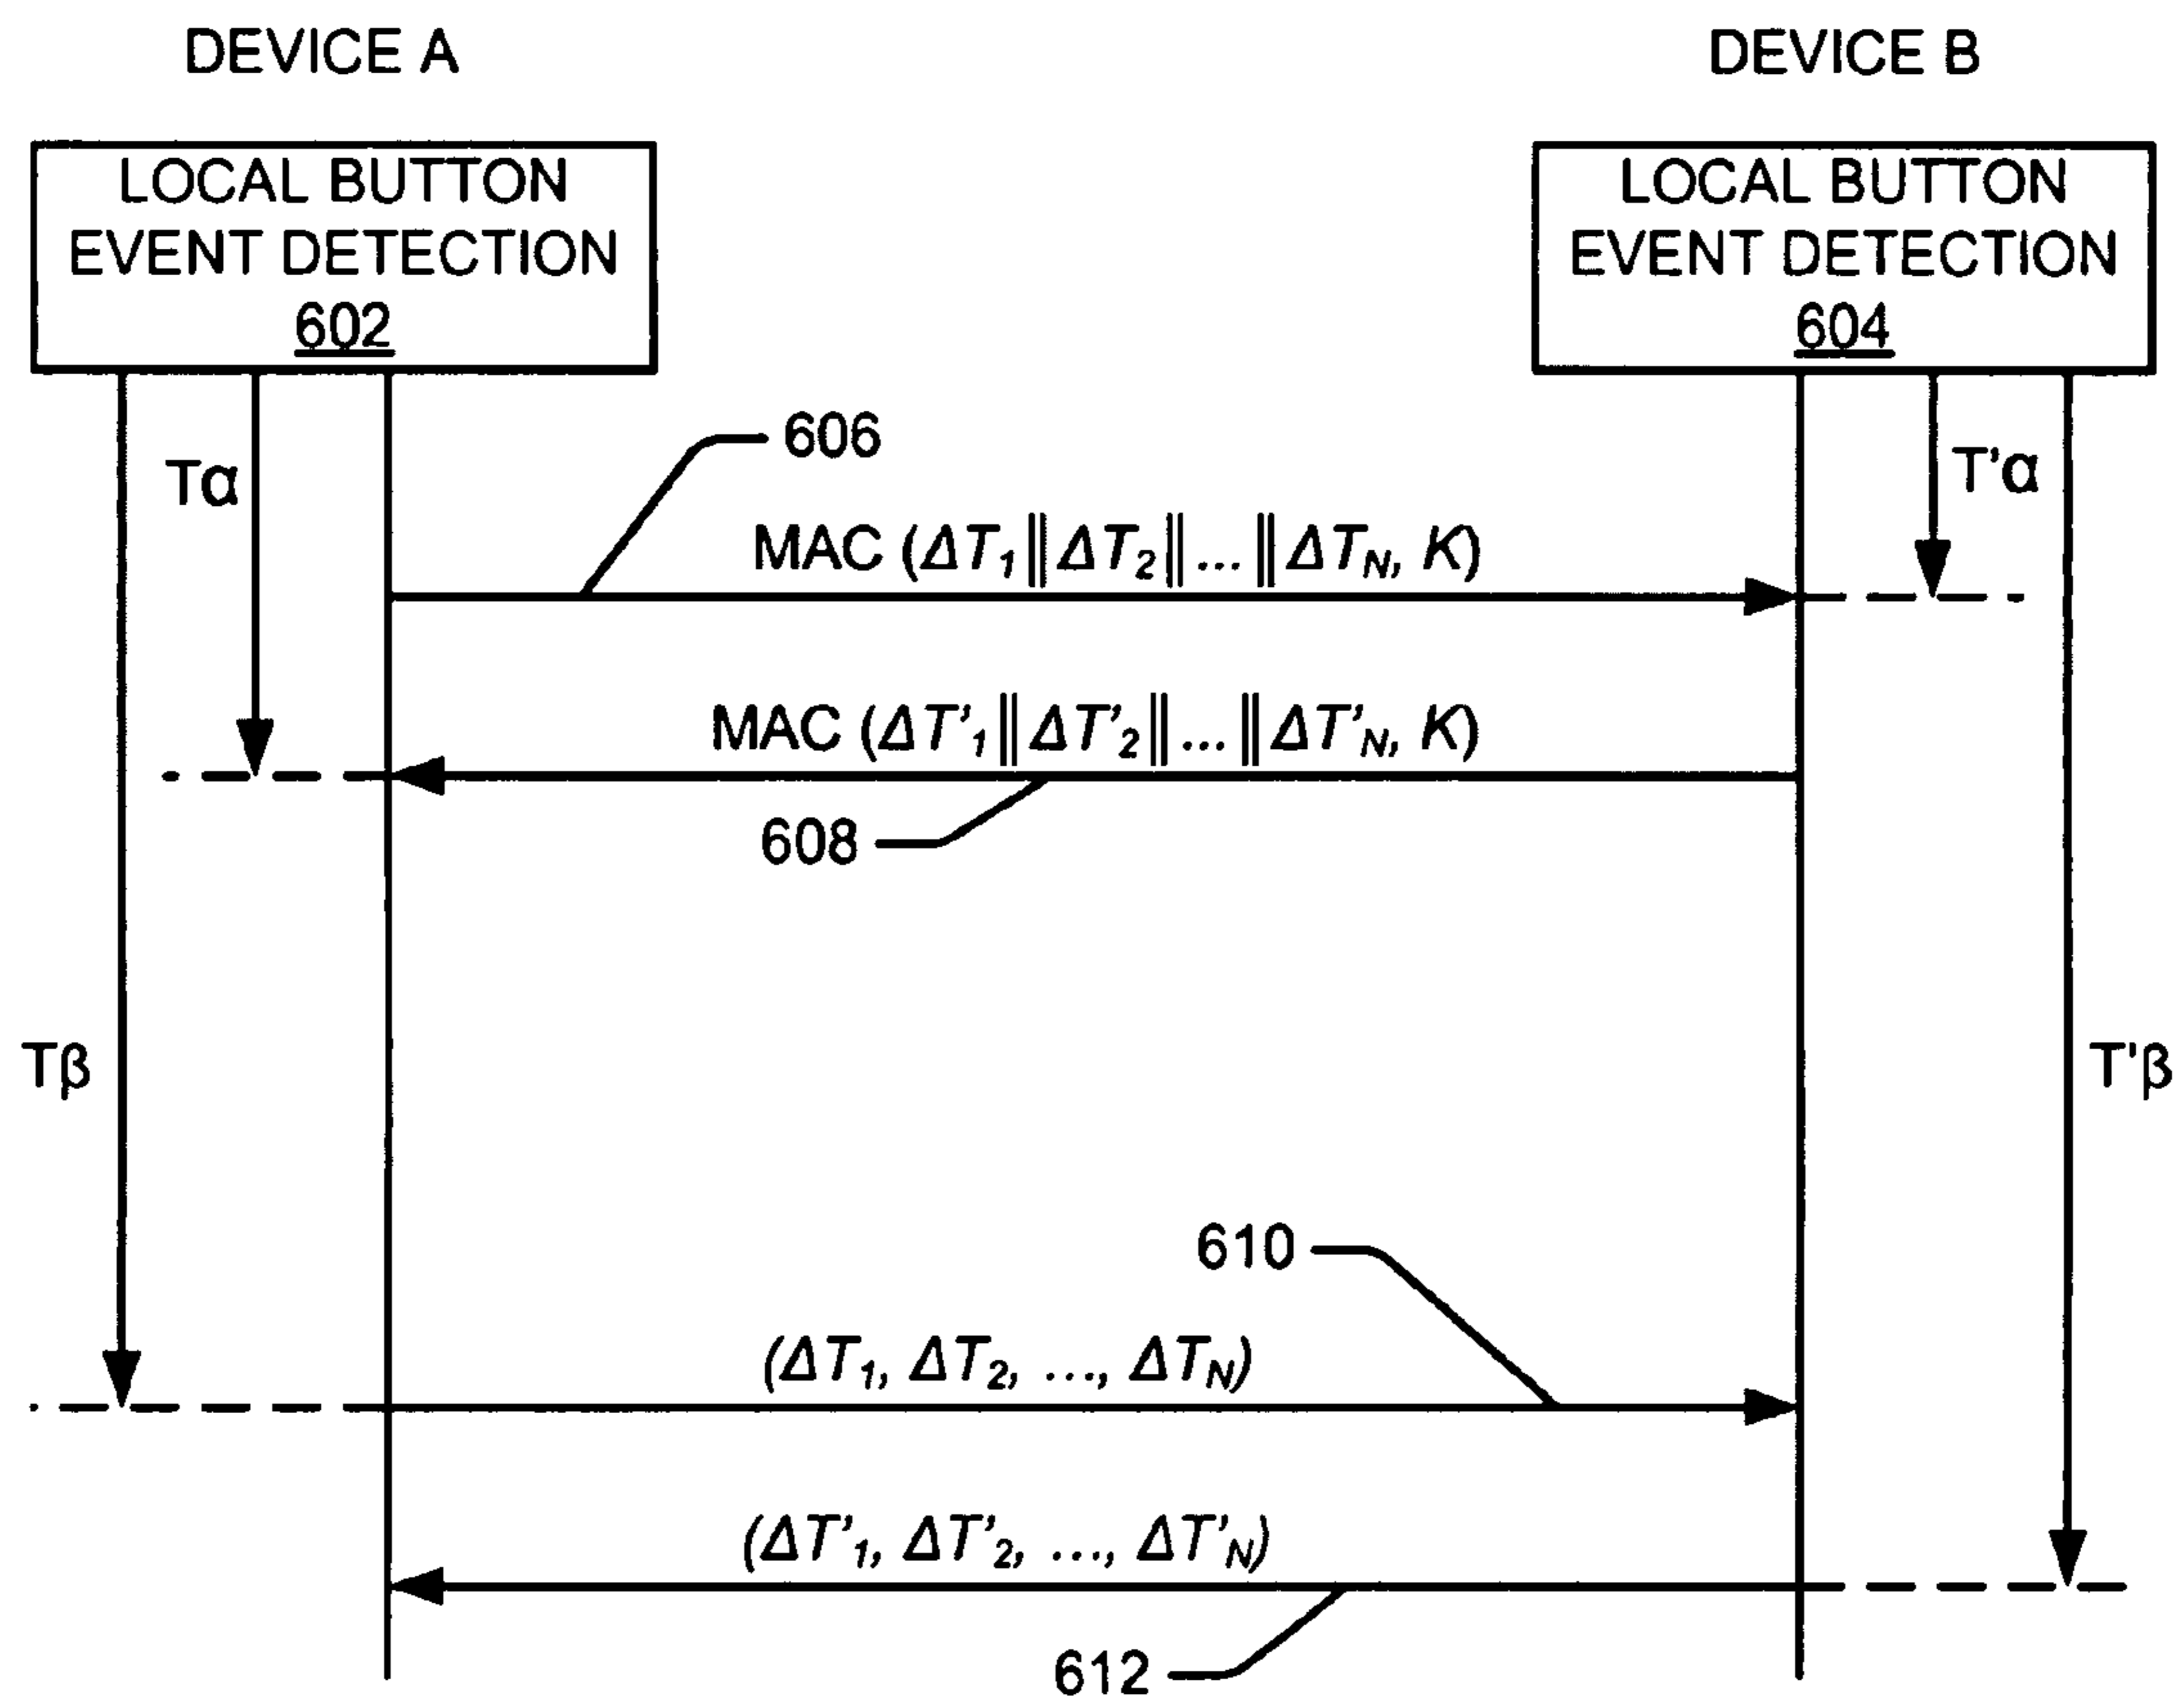 DEVICE A
DEVICE B
LOCAL BUTTON
EVENT DETECTION
602
LOCAL BUTTON
EVENT DETECTION
604
606
Tα
T'α
MAC (ΔT1||ΔT2||...||ΔTN, K)
MAC (ΔT'1||ΔT'2||...||ΔT'N, K)
608
Tβ
T'β
610
(ΔT1, ΔT2, ..., ΔTN)
(ΔT'1, ΔT'2, ..., ΔT'N)
612